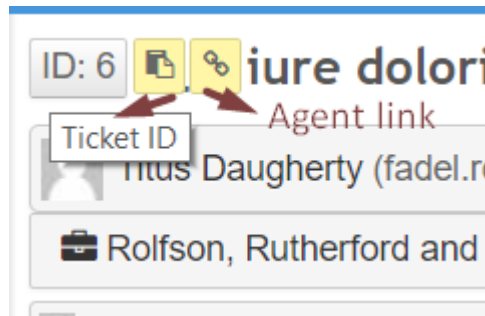 ID: 6 iure dolori
Agent link
Ticket ID
Titus Daugherty (fadel.r
Rolfson, Rutherford and